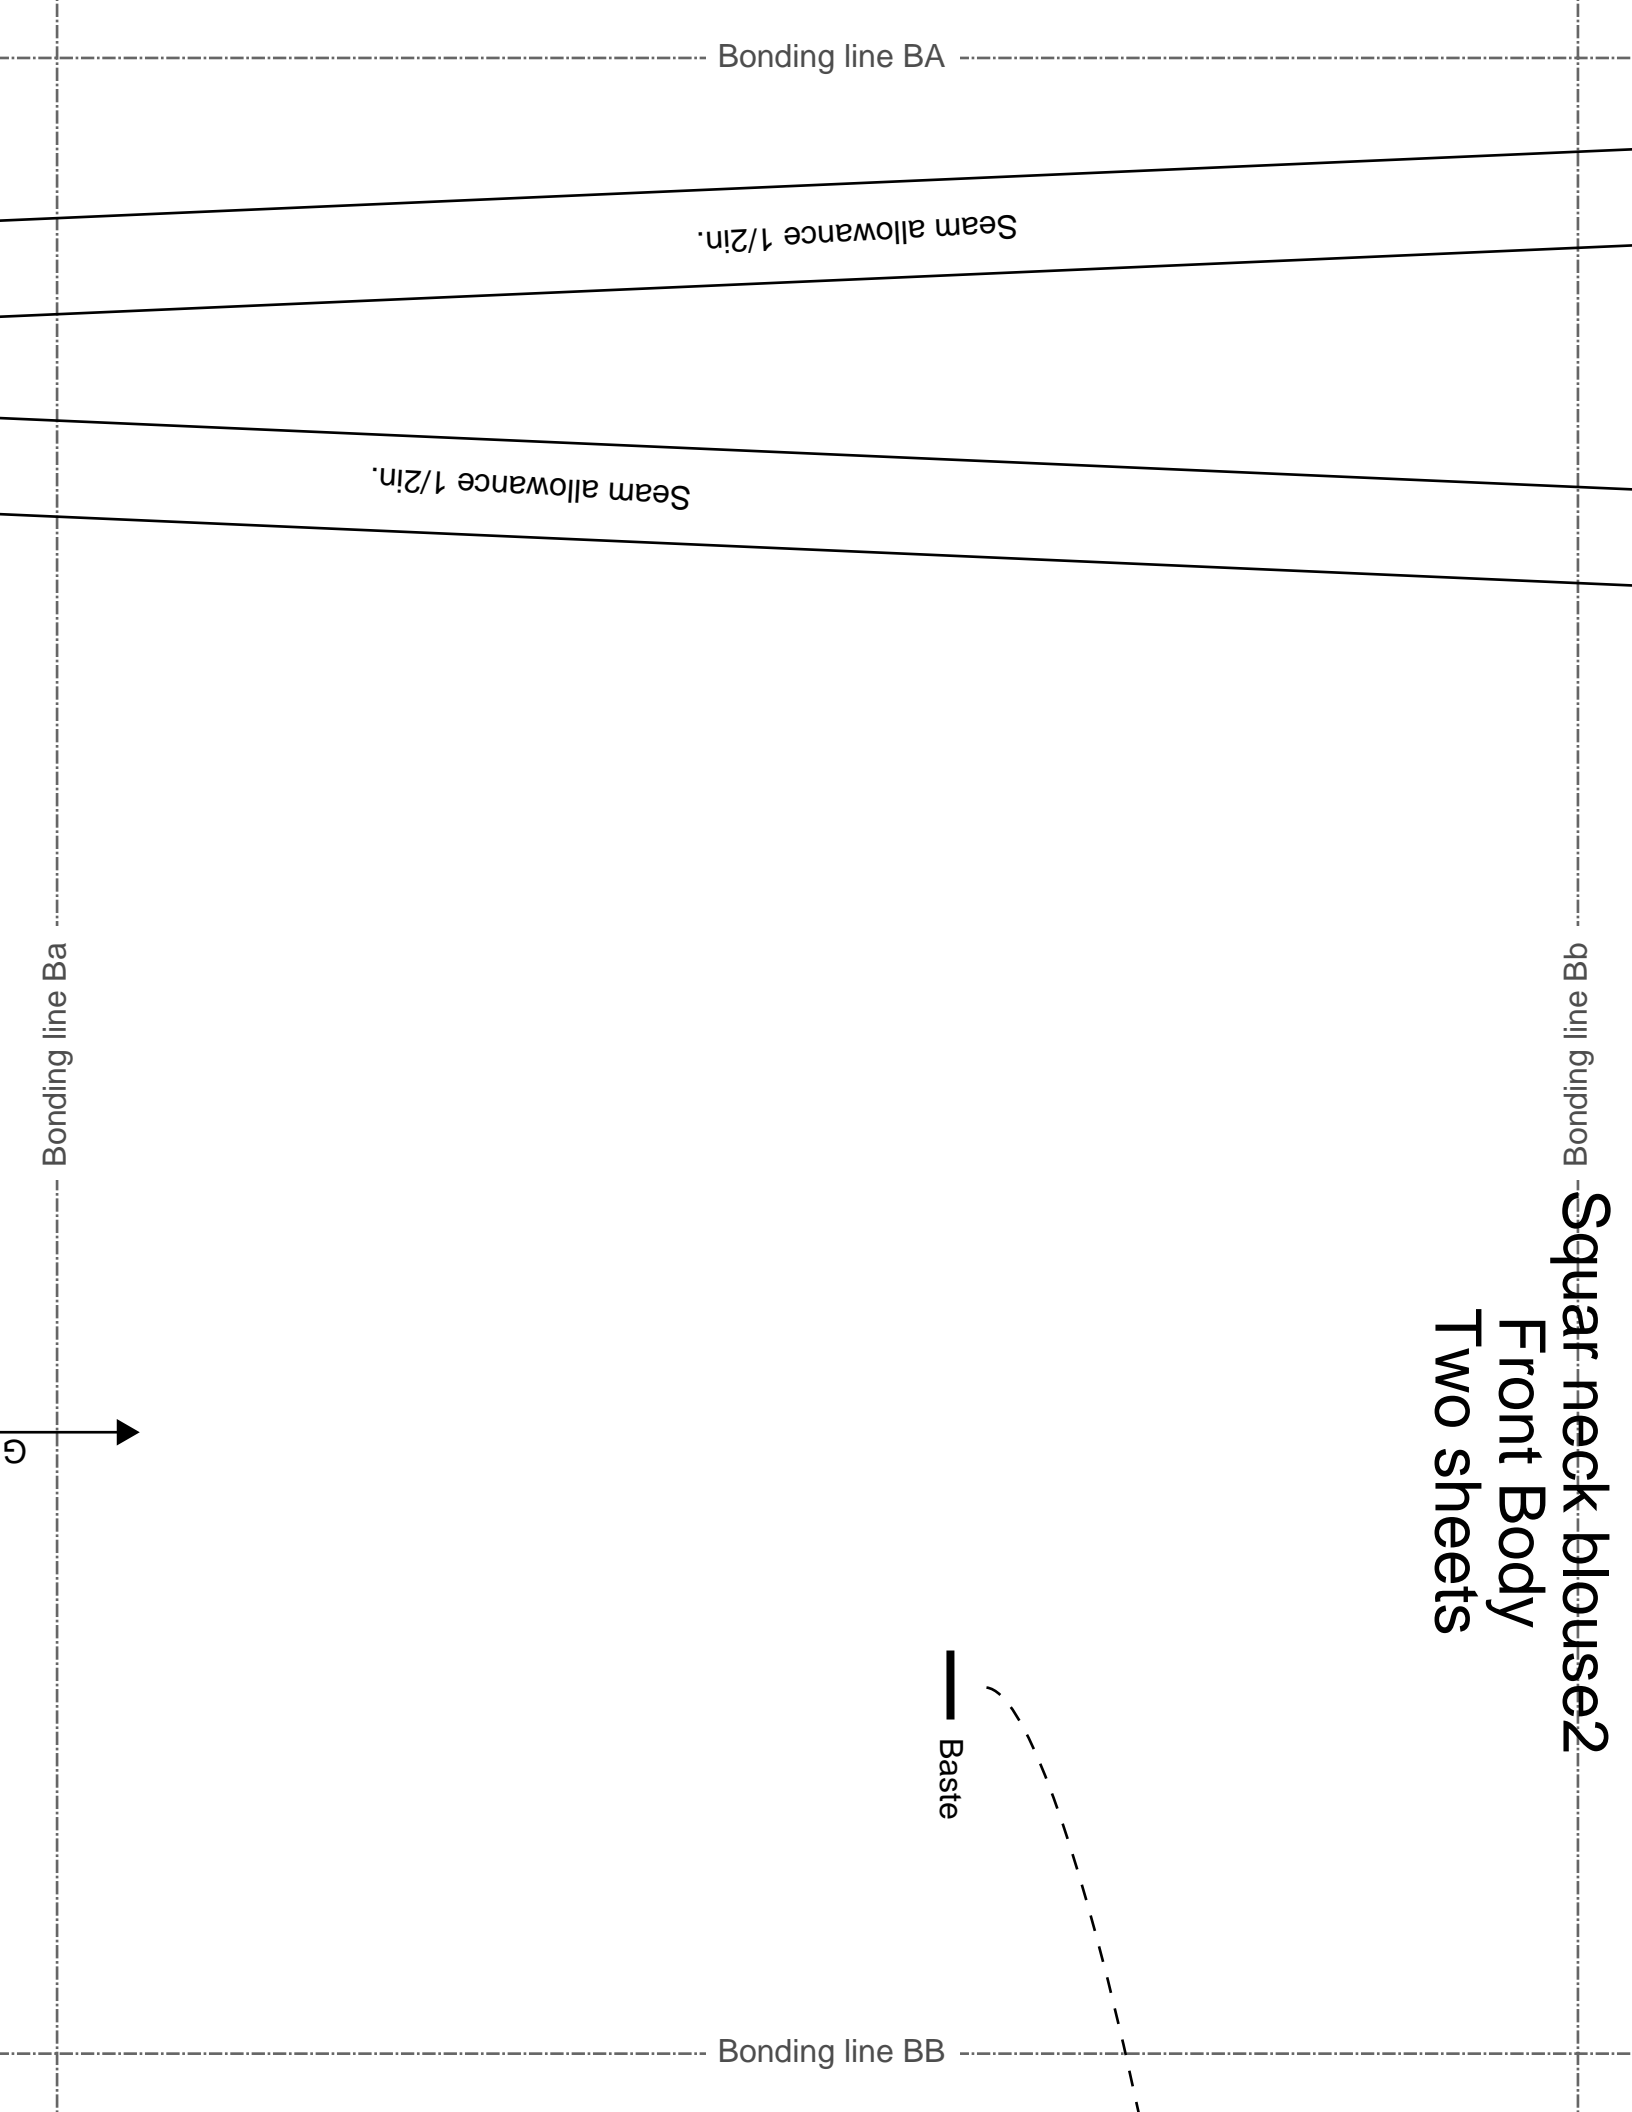 Bonding line BA
Seam allowance 1/2in.
Seam allowance 1/2in.
Bonding line Ba
Bonding line Bb
Squar neck blouse2
Front Body
Two sheets
G
Baste
Bonding line BB